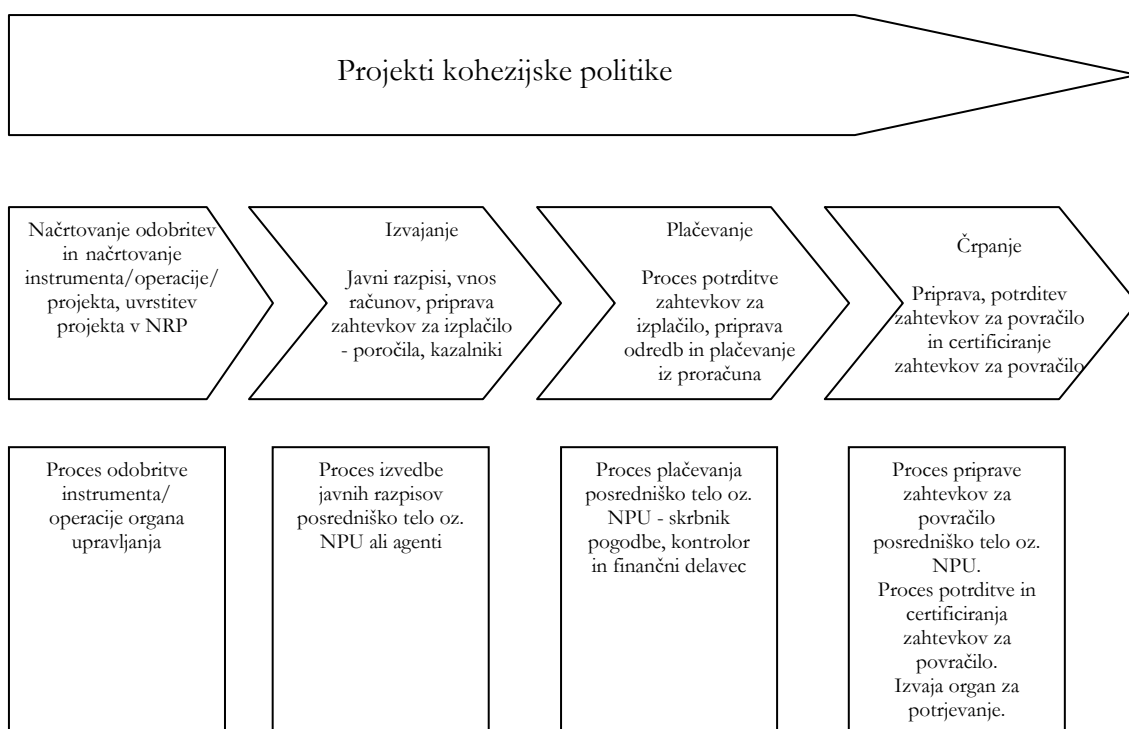 Projekti kohezijske politike
Načrtovanje odobritev
in načrtovanje
instrumenta/operacije/
projekta, uvrstitev
projekta v NRP
Izvajanje
Javni razpisi, vnos
računov, priprava
zahtevkov za izplačilo
- poročila, kazalniki
Plačevanje
Proces potrditve
zahtevkov za
izplačilo, priprava
odredb in plačevanje
iz proračuna
Črpanje
Priprava, potrditev
zahtevkov za povračilo
in certificiranje
zahtevkov za povračilo
Proces odobritve
instrumenta/
operacije organa
upravljanja
Proces izvedbe
javnih razpisov
posredniško telo oz.
NPU ali agenti
Proces plačevanja
posredniško telo oz.
NPU - skrbnik
pogodbe, kontrolor
in finančni delavec
Proces priprave
zahtevkov za
povračilo
posredniško telo oz.
NPU.
Proces potrditve in
certificiranja
zahtevkov za
povračilo.
Izvaja organ za
potrjevanje.